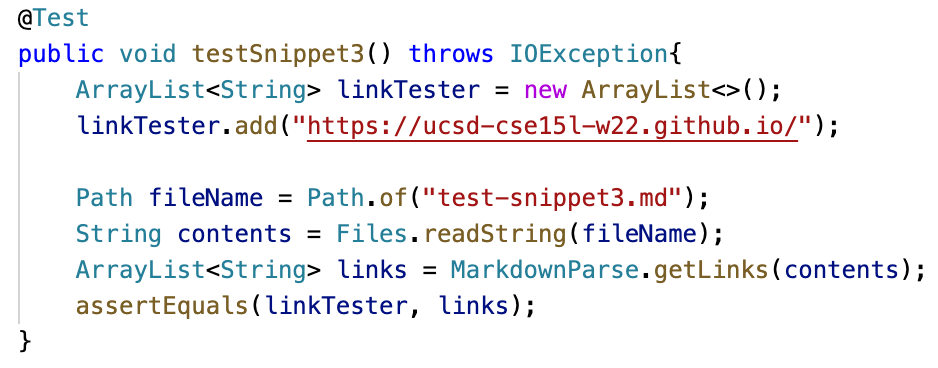 @Test
public void testSnippet3() throws IOException{
    ArrayList<String> linkTester = new ArrayList<>();
    linkTester.add("https://ucsd-cse15l-w22.github.io/");

    Path fileName = Path.of("test-snippet3.md");
    String contents = Files.readString(fileName);
    ArrayList<String> links = MarkdownParse.getLinks(contents);
    assertEquals(linkTester, links);
}